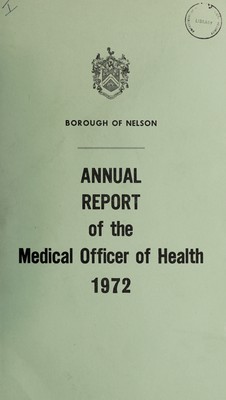 BOROUGH OF NELSON
ANNUAL
REPORT
of the
Medical Officer of Health
1972